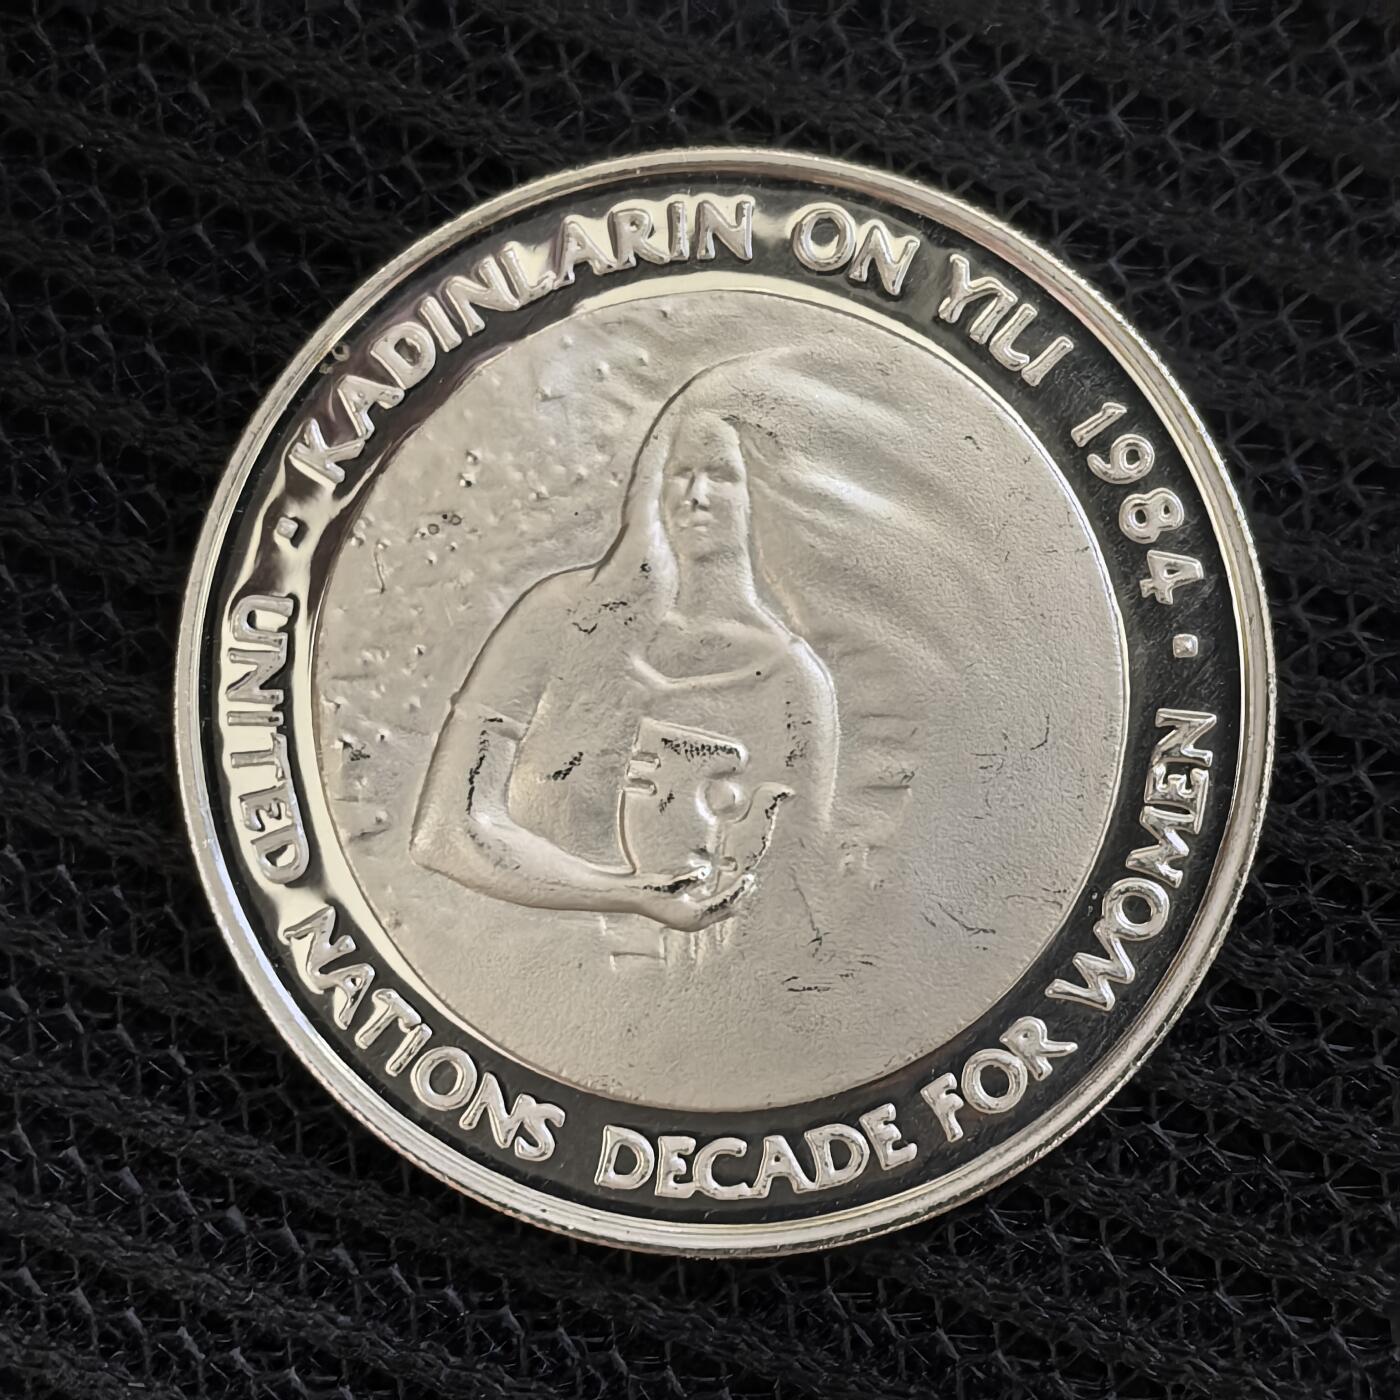 KADINLARIN ON YILI 1984 ·
UNITED NATIONS DECADE FOR WOMEN ·